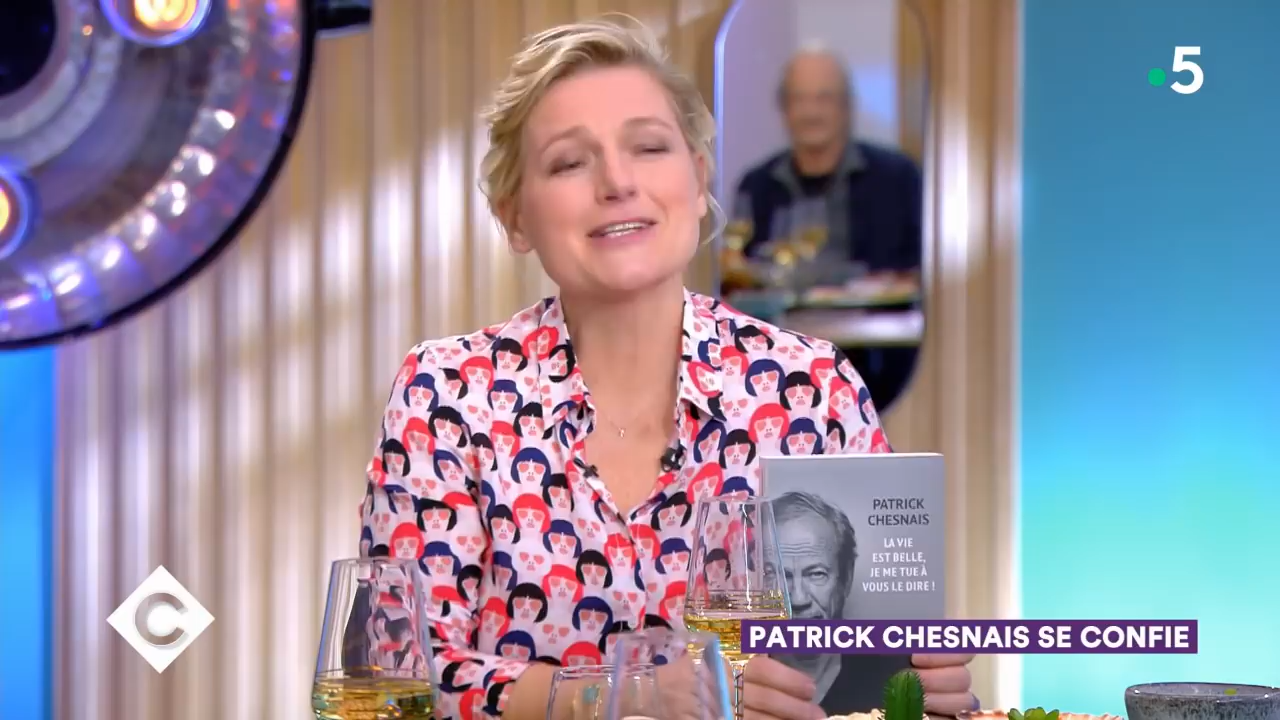 5
PATRICK
CHESNAIS
LA VIE
EST BELLE,
JE ME TUE À
VOUS LE DIRE !
C
PATRICK CHESNAIS SE CONFIE